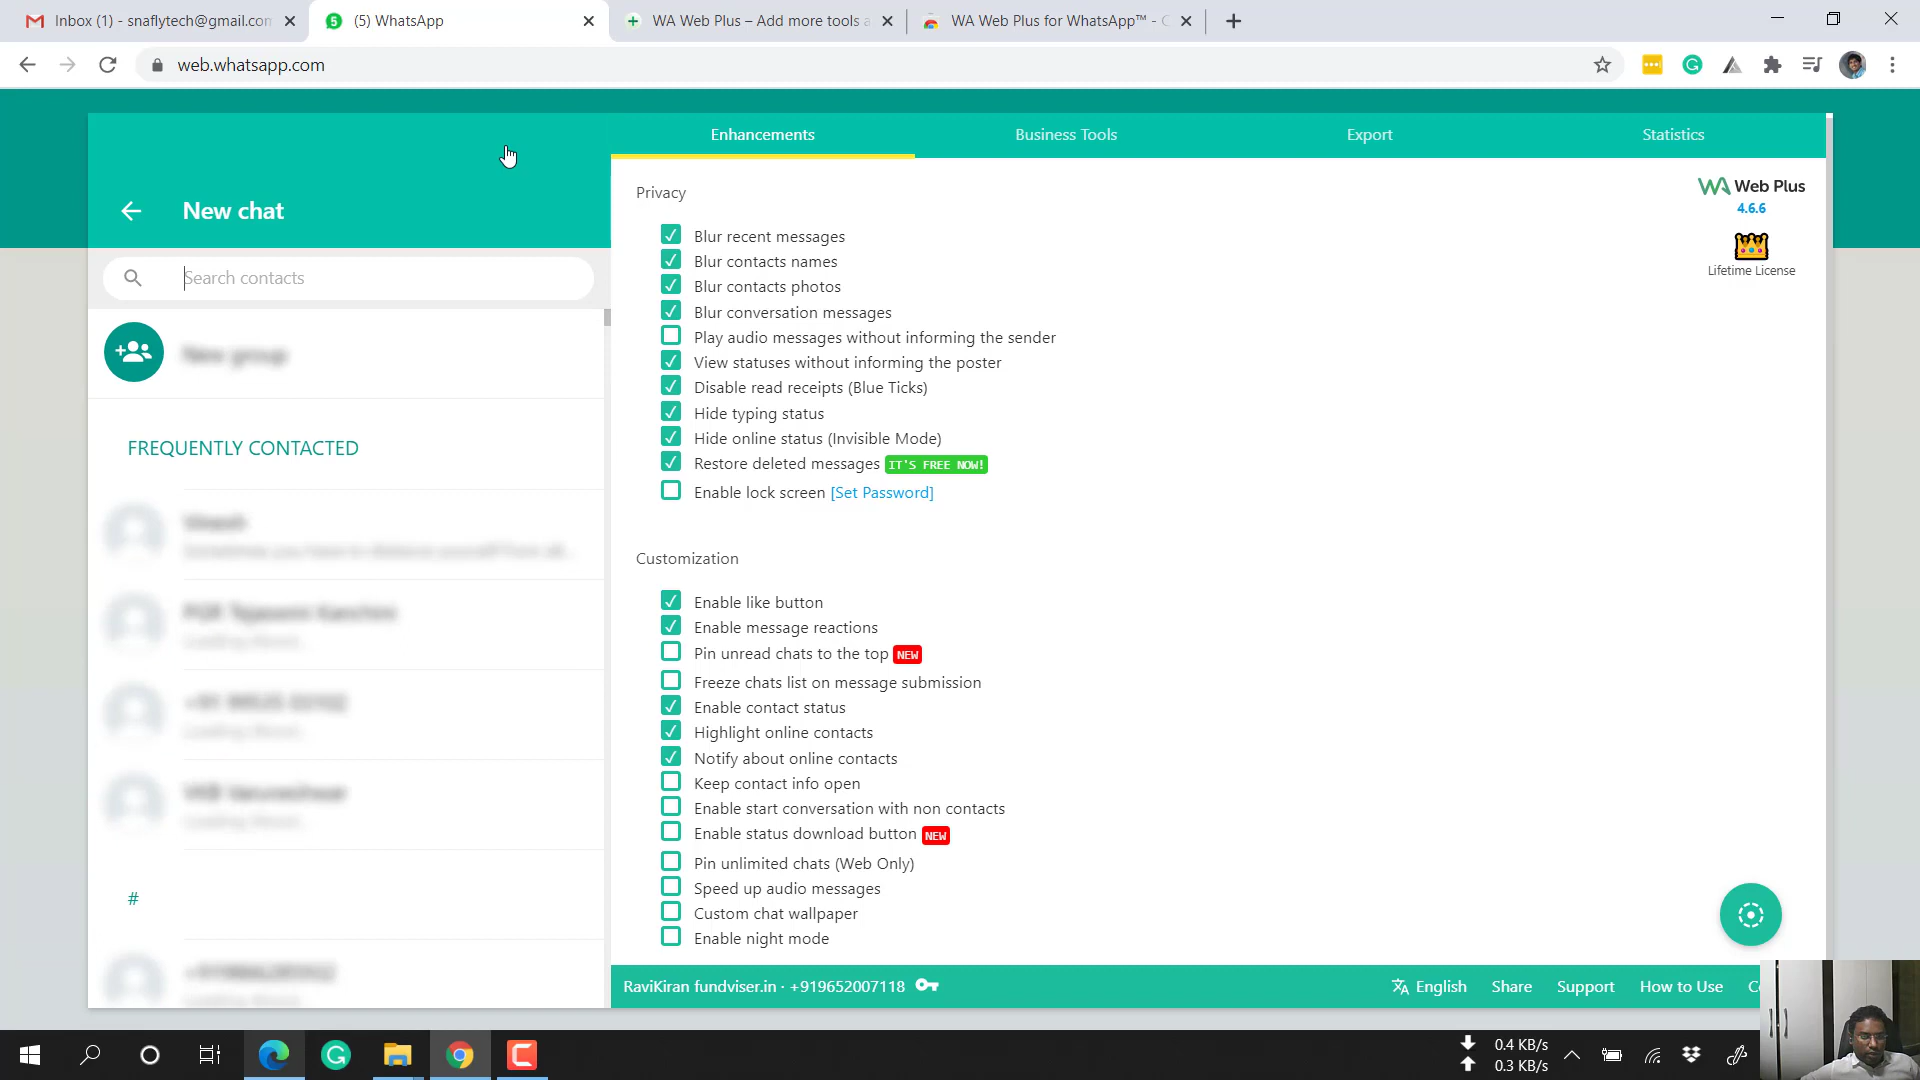 Inbox (1) - snaflytech@gmail.con
(5) WhatsApp
WA Web Plus – Add more tools a
WA Web Plus for WhatsApp™ - C
web.whatsapp.com
New chat
Search contacts
New group
FREQUENTLY CONTACTED
#
Enhancements
Business Tools
Export
Statistics
WA Web Plus
4.6.6
Lifetime License
Privacy
Blur recent messages
Blur contacts names
Blur contacts photos
Blur conversation messages
Play audio messages without informing the sender
View statuses without informing the poster
Disable read receipts (Blue Ticks)
Hide typing status
Hide online status (Invisible Mode)
Restore deleted messages IT'S FREE NOW!
Enable lock screen [Set Password]
Customization
Enable like button
Enable message reactions
Pin unread chats to the top NEW
Freeze chats list on message submission
Enable contact status
Highlight online contacts
Notify about online contacts
Keep contact info open
Enable start conversation with non contacts
Enable status download button NEW
Pin unlimited chats (Web Only)
Speed up audio messages
Custom chat wallpaper
Enable night mode
RaviKiran fundviser.in · +919652007118
English
Share
Support
How to Use
0.4 KB/s
0.3 KB/s